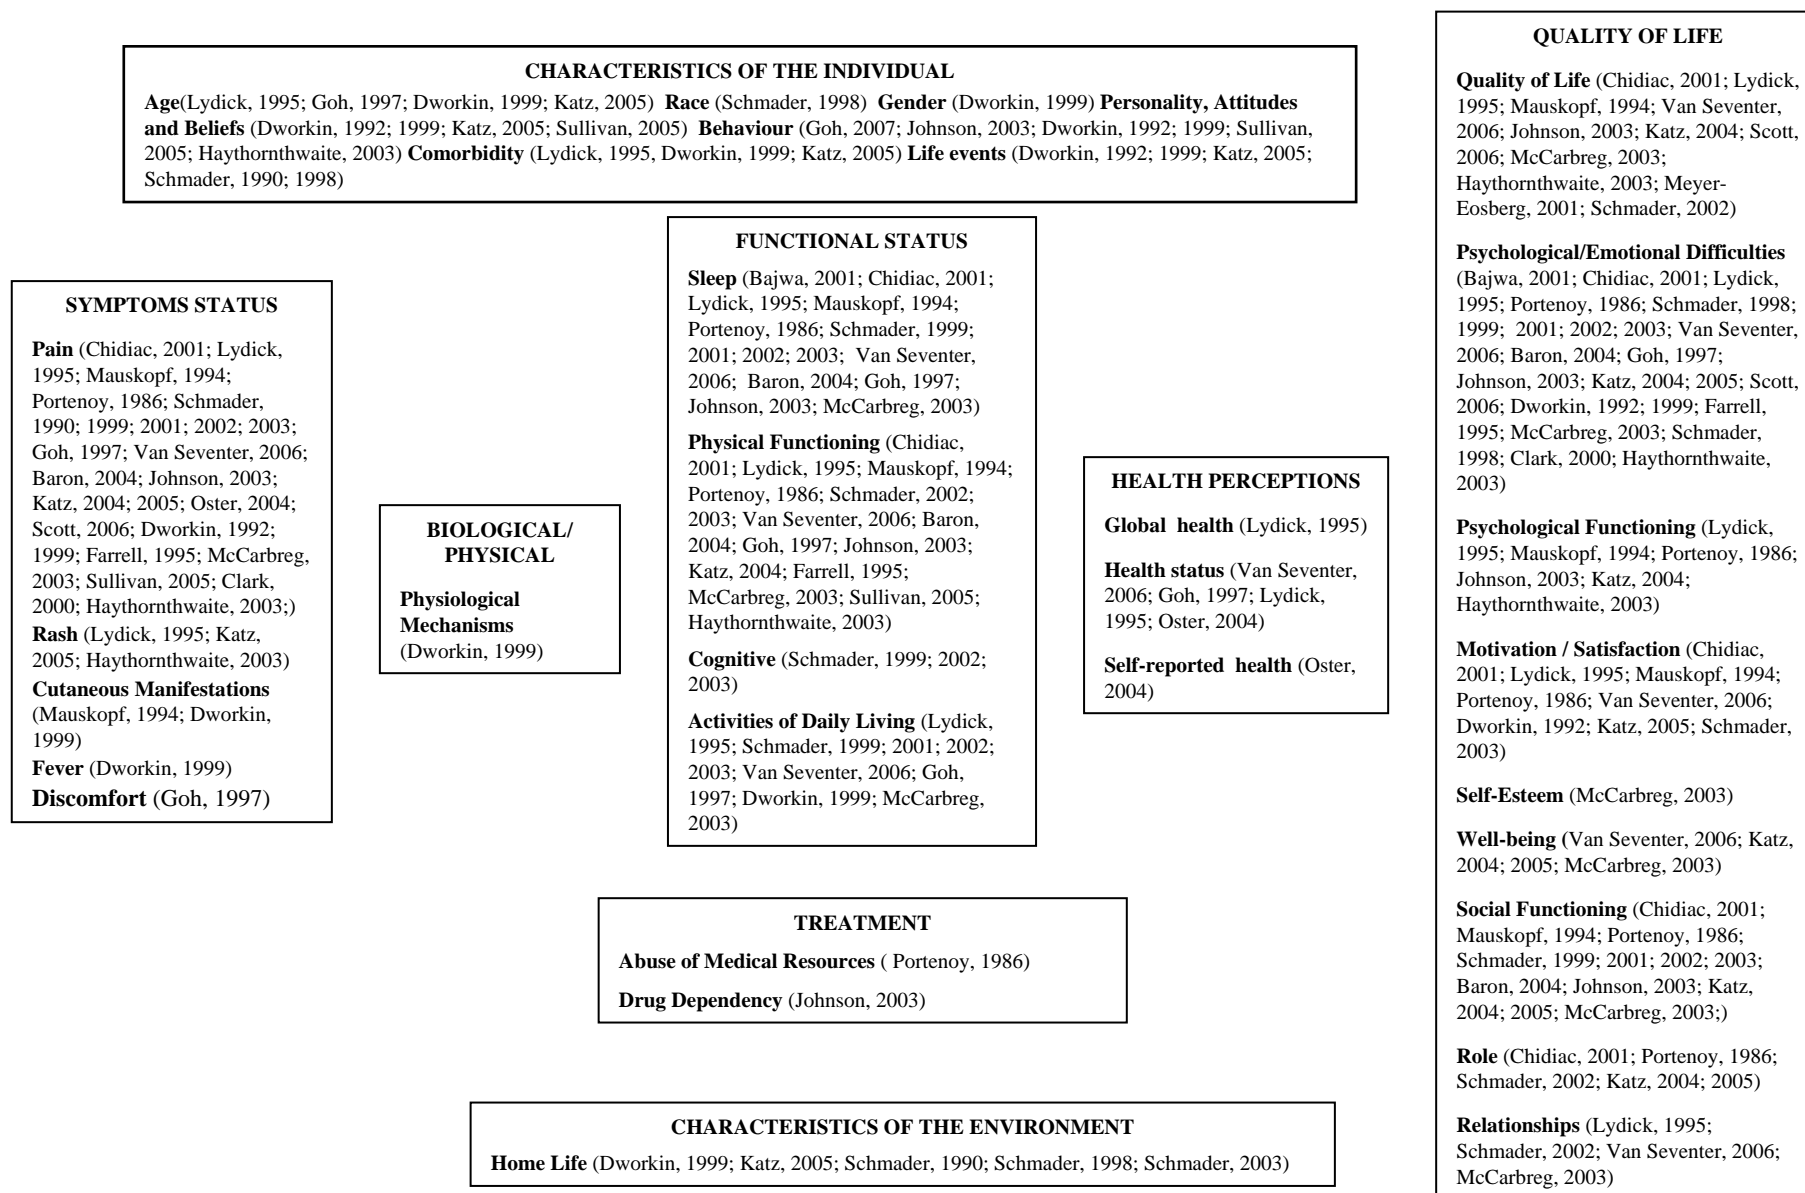 CHARACTERISTICS OF THE INDIVIDUAL
Age(Lydick, 1995; Goh, 1997; Dworkin, 1999; Katz, 2005)  Race (Schmader, 1998)  Gender (Dworkin, 1999) Personality, Attitudes
and Beliefs (Dworkin, 1992; 1999; Katz, 2005; Sullivan, 2005)  Behaviour (Goh, 2007; Johnson, 2003; Dworkin, 1992; 1999; Sullivan,
2005; Haythornthwaite, 2003) Comorbidity (Lydick, 1995, Dworkin, 1999; Katz, 2005) Life events (Dworkin, 1992; 1999; Katz, 2005;
Schmader, 1990; 1998)
SYMPTOMS STATUS
Pain (Chidiac, 2001; Lydick,
1995; Mauskopf, 1994;
Portenoy, 1986; Schmader,
1990; 1999; 2001; 2002; 2003;
Goh, 1997; Van Seventer, 2006;
Baron, 2004; Johnson, 2003;
Katz, 2004; 2005; Oster, 2004;
Scott, 2006; Dworkin, 1992;
1999; Farrell, 1995; McCarbreg,
2003; Sullivan, 2005; Clark,
2000; Haythornthwaite, 2003;)
Rash (Lydick, 1995; Katz,
2005; Haythornthwaite, 2003)
Cutaneous Manifestations
(Mauskopf, 1994; Dworkin,
1999)
Fever (Dworkin, 1999)
Discomfort (Goh, 1997)
BIOLOGICAL/
PHYSICAL
Physiological
Mechanisms
(Dworkin, 1999)
FUNCTIONAL STATUS
Sleep (Bajwa, 2001; Chidiac, 2001;
Lydick, 1995; Mauskopf, 1994;
Portenoy, 1986; Schmader, 1999;
2001; 2002; 2003;  Van Seventer,
2006;  Baron, 2004; Goh, 1997;
Johnson, 2003; McCarbreg, 2003)
Physical Functioning (Chidiac,
2001; Lydick, 1995; Mauskopf, 1994;
Portenoy, 1986; Schmader, 2002;
2003; Van Seventer, 2006; Baron,
2004; Goh, 1997; Johnson, 2003;
Katz, 2004; Farrell, 1995;
McCarbreg, 2003; Sullivan, 2005;
Haythornthwaite, 2003)
Cognitive (Schmader, 1999; 2002;
2003)
Activities of Daily Living (Lydick,
1995; Schmader, 1999; 2001; 2002;
2003; Van Seventer, 2006; Goh,
1997; Dworkin, 1999; McCarbreg,
2003)
HEALTH PERCEPTIONS
Global  health (Lydick, 1995)
Health status (Van Seventer,
2006; Goh, 1997; Lydick,
1995; Oster, 2004)
Self-reported  health (Oster,
2004)
TREATMENT
Abuse of Medical Resources ( Portenoy, 1986)
Drug Dependency (Johnson, 2003)
CHARACTERISTICS OF THE ENVIRONMENT
Home Life (Dworkin, 1999; Katz, 2005; Schmader, 1990; Schmader, 1998; Schmader, 2003)
QUALITY OF LIFE
Quality of Life (Chidiac, 2001; Lydick,
1995; Mauskopf, 1994; Van Seventer,
2006; Johnson, 2003; Katz, 2004; Scott,
2006; McCarbreg, 2003;
Haythornthwaite, 2003; Meyer-
Eosberg, 2001; Schmader, 2002)
Psychological/Emotional Difficulties
(Bajwa, 2001; Chidiac, 2001; Lydick,
1995; Portenoy, 1986; Schmader, 1998;
1999;  2001; 2002; 2003; Van Seventer,
2006; Baron, 2004; Goh, 1997;
Johnson, 2003; Katz, 2004; 2005; Scott,
2006; Dworkin, 1992; 1999; Farrell,
1995; McCarbreg, 2003; Schmader,
1998; Clark, 2000; Haythornthwaite,
2003)
Psychological Functioning (Lydick,
1995; Mauskopf, 1994; Portenoy, 1986;
Johnson, 2003; Katz, 2004;
Haythornthwaite, 2003)
Motivation / Satisfaction (Chidiac,
2001; Lydick, 1995; Mauskopf, 1994;
Portenoy, 1986; Van Seventer, 2006;
Dworkin, 1992; Katz, 2005; Schmader,
2003)
Self-Esteem (McCarbreg, 2003)
Well-being (Van Seventer, 2006; Katz,
2004; 2005; McCarbreg, 2003)
Social Functioning (Chidiac, 2001;
Mauskopf, 1994; Portenoy, 1986;
Schmader, 1999; 2001; 2002; 2003;
Baron, 2004; Johnson, 2003; Katz,
2004; 2005; McCarbreg, 2003;)
Role (Chidiac, 2001; Portenoy, 1986;
Schmader, 2002; Katz, 2004; 2005)
Relationships (Lydick, 1995;
Schmader, 2002; Van Seventer, 2006;
McCarbreg, 2003)